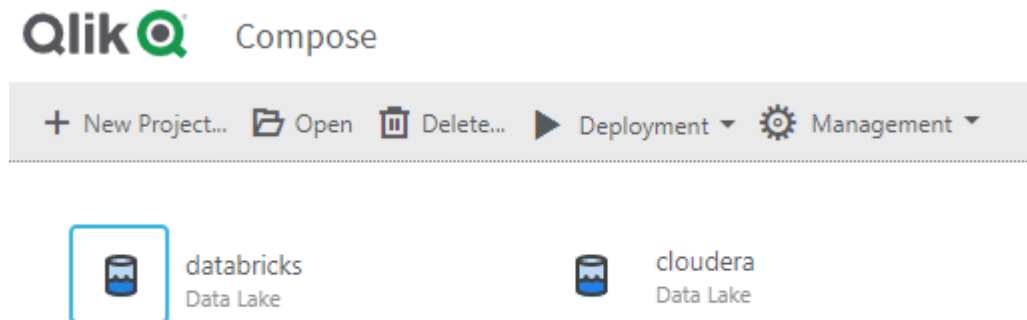 Qlik Compose
New Project... Open Delete... Deployment Management
databricks cloudera
Data Lake Data Lake